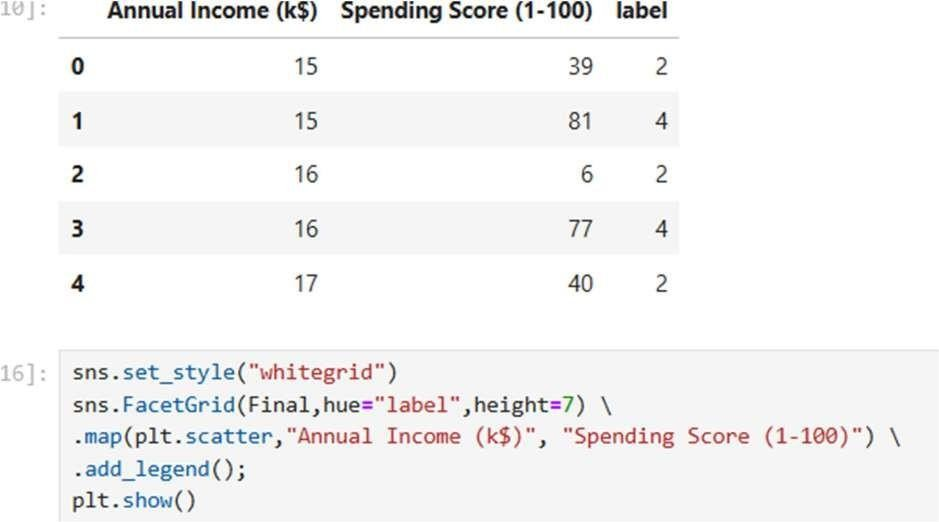 10]: Annual Income (k$) Spending Score (1-100) label
0 15 39 2
1 15 81 4
2 16 6 2
3 16 77 4
4 17 40 2
16]: sns.set_style("whitegrid")
sns.FacetGrid(Final,hue="label",height=7) \
.map(plt.scatter,"Annual Income (k$)", "Spending Score (1-100)") \
.add_legend();
plt.show()